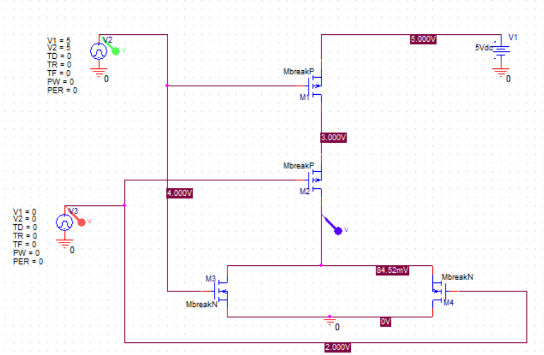 V1 = 5
V2 = 5
TD = 0
TR = 0
TF = 0
PW = 0
PER = 0
V2
V
0
5.000V
V1
5Vdc
0
MbreakP
M1
3.000V
MbreakP
M2
4.000V
V1 = 0
V2 = 0
TD = 0
TR = 0
TF = 0
PW = 0
PER = 0
V3
V
0
V
84.52mV
M3
MbreakN
MbreakN
M4
0V
0
2.000V